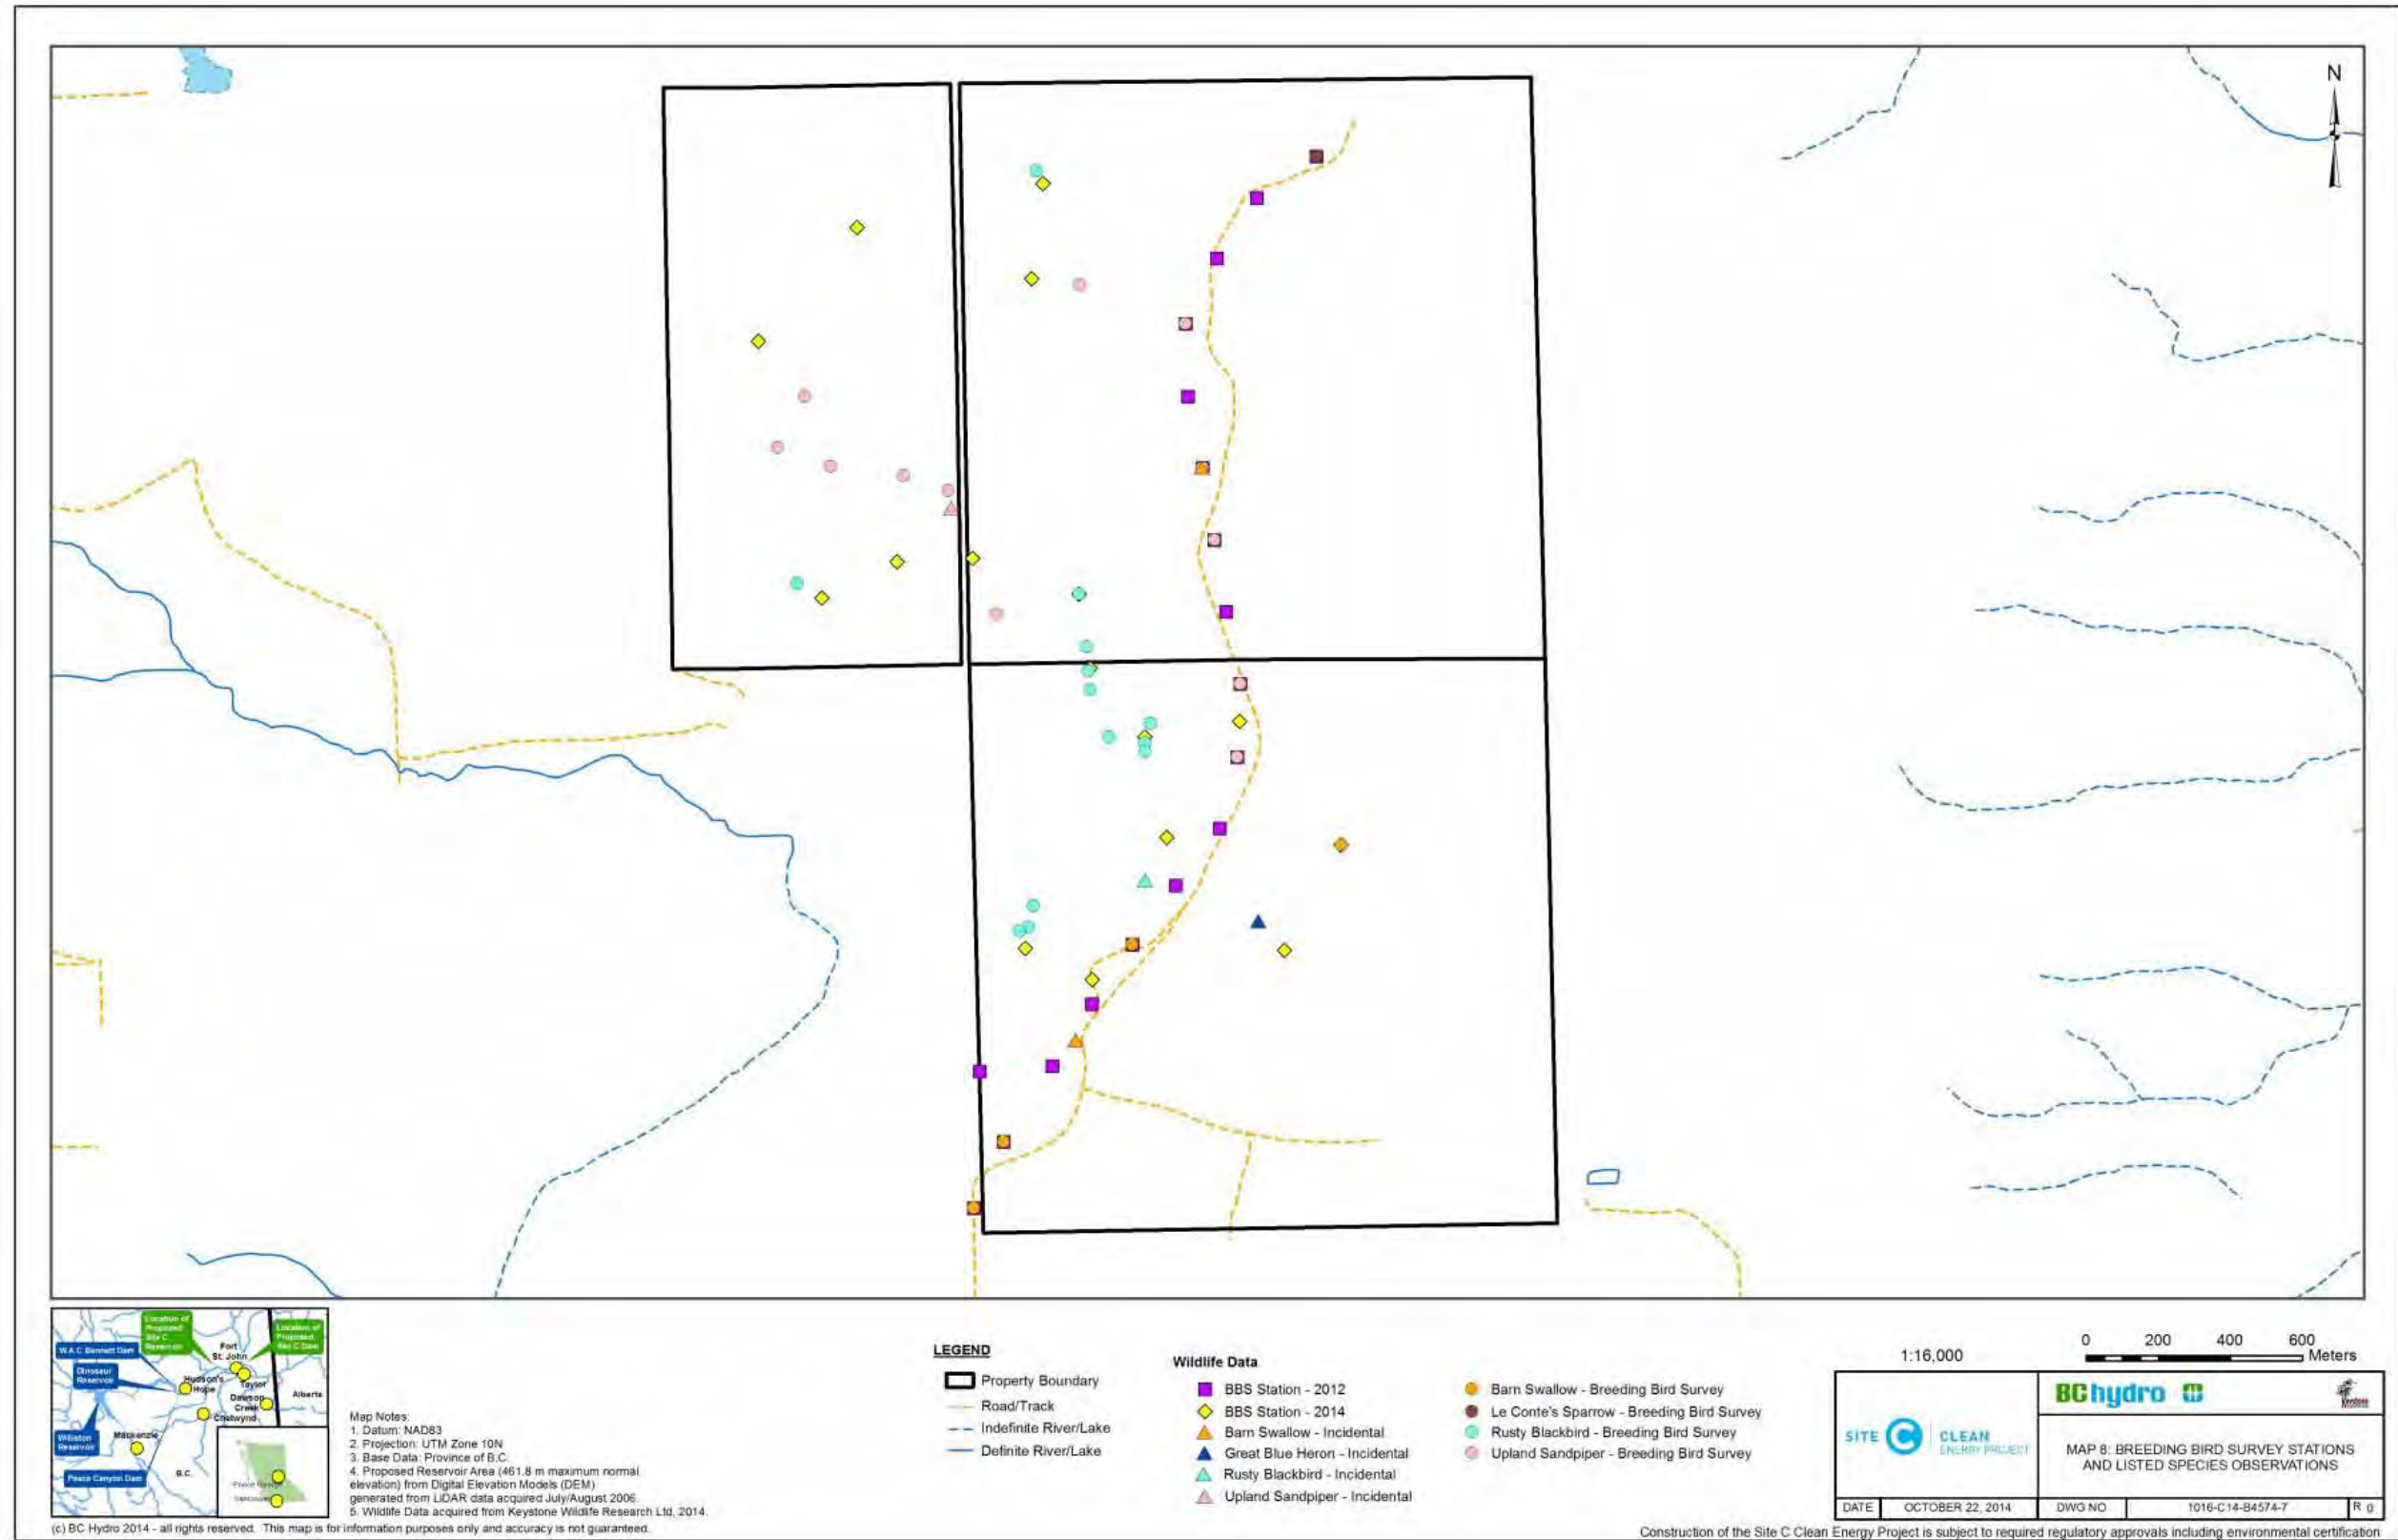 N
Location of
Proposed
Site C
Reservoir
Location of
Proposed
Site C Dam
W.A.C. Bennett Dam
Fort
St. John
Dinosaur
Reservoir
Hudson's
Hope
Taylor
Dawson
Creek
Alberta
Chetwynd
Williston
Reservoir
Mackenzie
Peace Canyon Dam
B.C.
Prince George
Vancouver
Map Notes:
1. Datum: NAD83
2. Projection: UTM Zone 10N
3. Base Data: Province of B.C.
4. Proposed Reservoir Area (461.8 m maximum normal
elevation) from Digital Elevation Models (DEM)
generated from LiDAR data acquired July/August 2006.
5. Wildlife Data acquired from Keystone Wildlife Research Ltd, 2014.
(c) BC Hydro 2014 - all rights reserved. This map is for information purposes only and accuracy is not guaranteed.
LEGEND
Property Boundary
Road/Track
Indefinite River/Lake
Definite River/Lake
Wildlife Data
BBS Station - 2012
BBS Station - 2014
Barn Swallow - Incidental
Great Blue Heron - Incidental
Rusty Blackbird - Incidental
Upland Sandpiper - Incidental
Barn Swallow - Breeding Bird Survey
Le Conte's Sparrow - Breeding Bird Survey
Rusty Blackbird - Breeding Bird Survey
Upland Sandpiper - Breeding Bird Survey
1:16,000
0 200 400 600
Meters
SITE C CLEAN
ENERGY PROJECT
BC hydro
Keystone
MAP 8: BREEDING BIRD SURVEY STATIONS
AND LISTED SPECIES OBSERVATIONS
DATE OCTOBER 22, 2014 DWG NO 1016-C14-B4574-7 R 0
Construction of the Site C Clean Energy Project is subject to required regulatory approvals including environmental certification